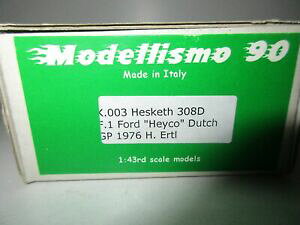 Modellismo 90
Made in Italy
K.003 Hesketh 308D
F.1 Ford "Heyco" Dutch
GP 1976 H. Ertl
1:43rd scale models